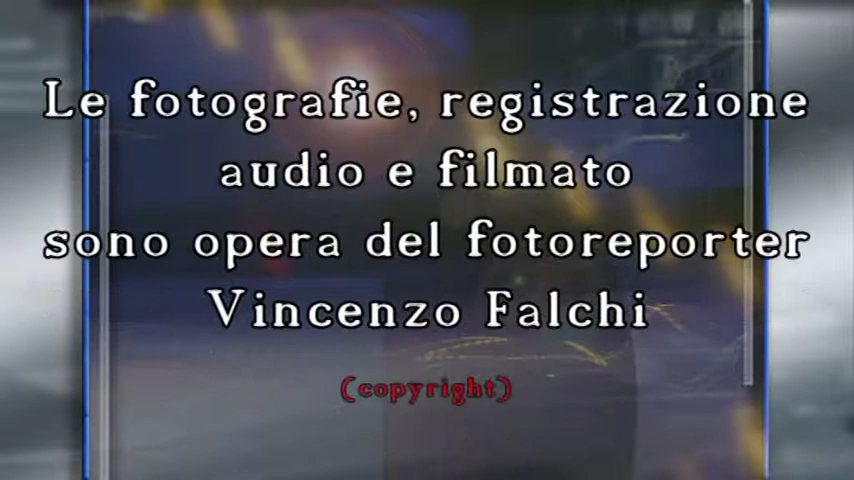 Le fotografie, registrazione
audio e filmato
sono opera del fotoreporter
Vincenzo Falchi
(copyright)